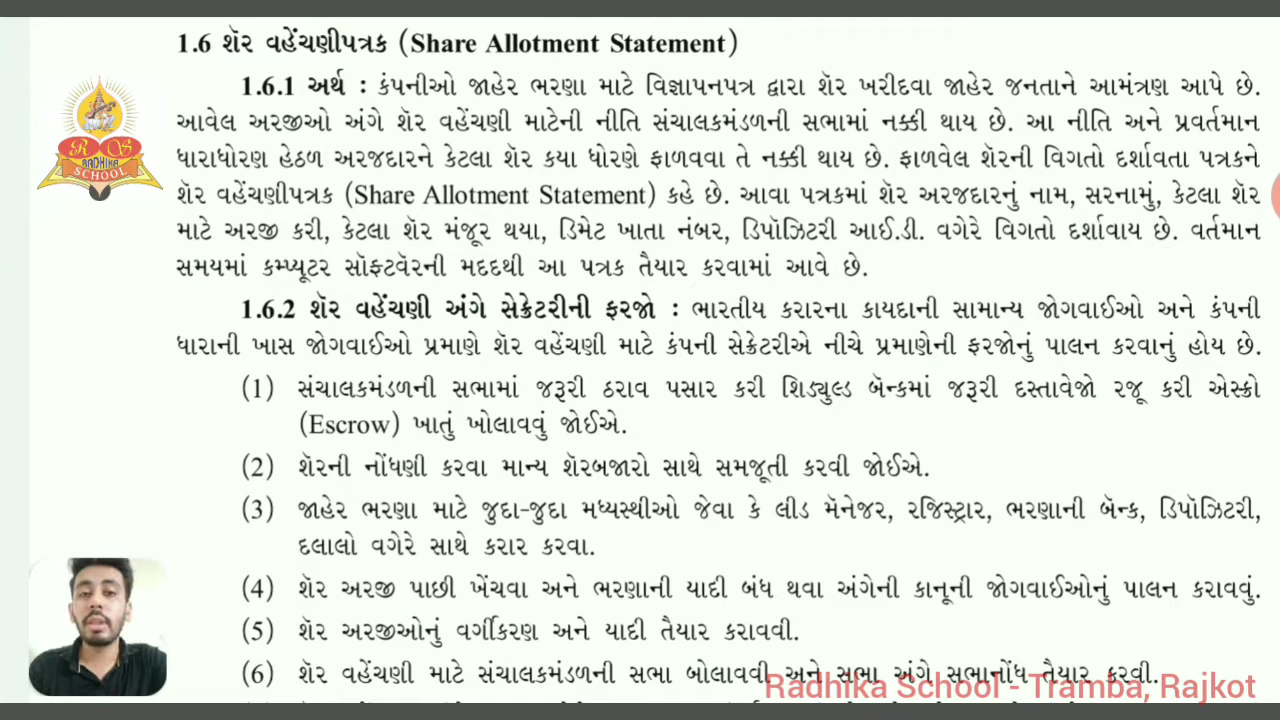 1.6 શૅર વહેંચણીપત્રક (Share Allotment Statement)
1.6.1 અર્થ : કંપનીઓ જાહેર ભરણા માટે વિજ્ઞાપનપત્ર દ્વારા શૅર ખરીદવા જાહેર જનતાને આમંત્રણ આપે છે.
આવેલ અરજીઓ અંગે શૅર વહેંચણી માટેની નીતિ સંચાલકમંડળની સભામાં નક્કી થાય છે. આ નીતિ અને પ્રવર્તમાન
ધારાધોરણ હેઠળ અરજદારને કેટલા શૅર કયા ધોરણે ફાળવવા તે નક્કી થાય છે. ફાળવેલ શૅરની વિગતો દર્શાવતા પત્રકને
શૅર વહેંચણીપત્રક (Share Allotment Statement) કહે છે. આવા પત્રકમાં શૅર અરજદારનું નામ, સરનામું, કેટલા શૅર
માટે અરજી કરી, કેટલા શૅર મંજૂર થયા, ડિમેટ ખાતા નંબર, ડિપૉઝિટરી આઈ.ડી. વગેરે વિગતો દર્શાવાય છે. વર્તમાન
સમયમાં કમ્પ્યૂટર સૉફ્ટવૅરની મદદથી આ પત્રક તૈયાર કરવામાં આવે છે.
1.6.2 શૅર વહેંચણી અંગે સેક્રેટરીની ફરજો : ભારતીય કરારના કાયદાની સામાન્ય જોગવાઈઓ અને કંપની
ધારાની ખાસ જોગવાઈઓ પ્રમાણે શૅર વહેંચણી માટે કંપની સેક્રેટરીએ નીચે પ્રમાણેની ફરજોનું પાલન કરવાનું હોય છે.
(1) સંચાલકમંડળની સભામાં જરૂરી ઠરાવ પસાર કરી શિડ્યુલ્ડ બૅન્કમાં જરૂરી દસ્તાવેજો રજૂ કરી એસ્ક્રો
(Escrow) ખાતું ખોલાવવું જોઈએ.
(2) શૅરની નોંધણી કરવા માન્ય શૅરબજારો સાથે સમજૂતી કરવી જોઈએ.
(3) જાહેર ભરણા માટે જુદા-જુદા મધ્યસ્થીઓ જેવા કે લીડ મૅનેજર, રજિસ્ટ્રાર, ભરણાની બૅન્ક, ડિપૉઝિટરી,
દલાલો વગેરે સાથે કરાર કરવા.
(4) શૅર અરજી પાછી ખેંચવા અને ભરણાની યાદી બંધ થવા અંગેની કાનૂની જોગવાઈઓનું પાલન કરાવવું.
(5) શૅર અરજીઓનું વર્ગીકરણ અને યાદી તૈયાર કરાવવી.
(6) શૅર વહેંચણી માટે સંચાલકમંડળની સભા બોલાવવી અને સભા અંગે સભાનોંધ તૈયાર કરવી.
R S
RADHIKA
SCHOOL
Radhika School - Tramba, Rajkot